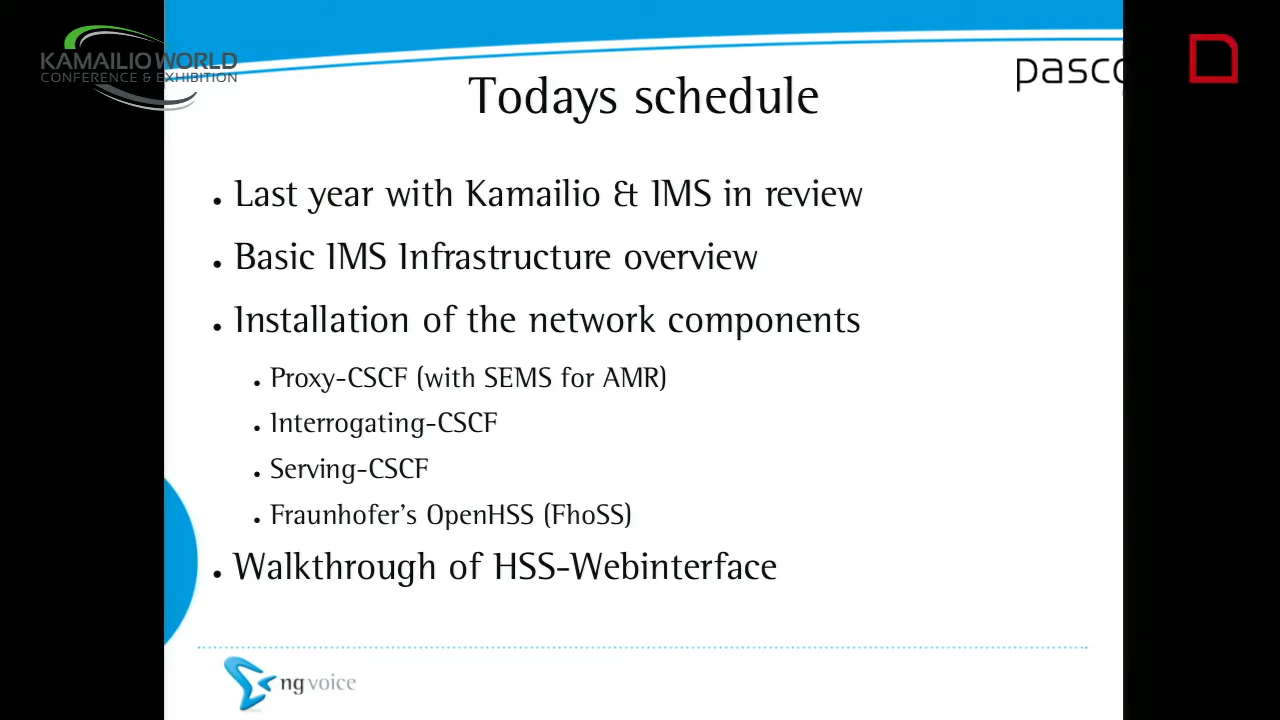 KAMAILIO WORLD
CONFERENCE & EXHIBITION
Todays schedule
Last year with Kamailio & IMS in review
Basic IMS Infrastructure overview
Installation of the network components
Proxy-CSCF (with SEMS for AMR)
Interrogating-CSCF
Serving-CSCF
Fraunhofer's OpenHSS (FhoSS)
Walkthrough of HSS-Webinterface
ng voice